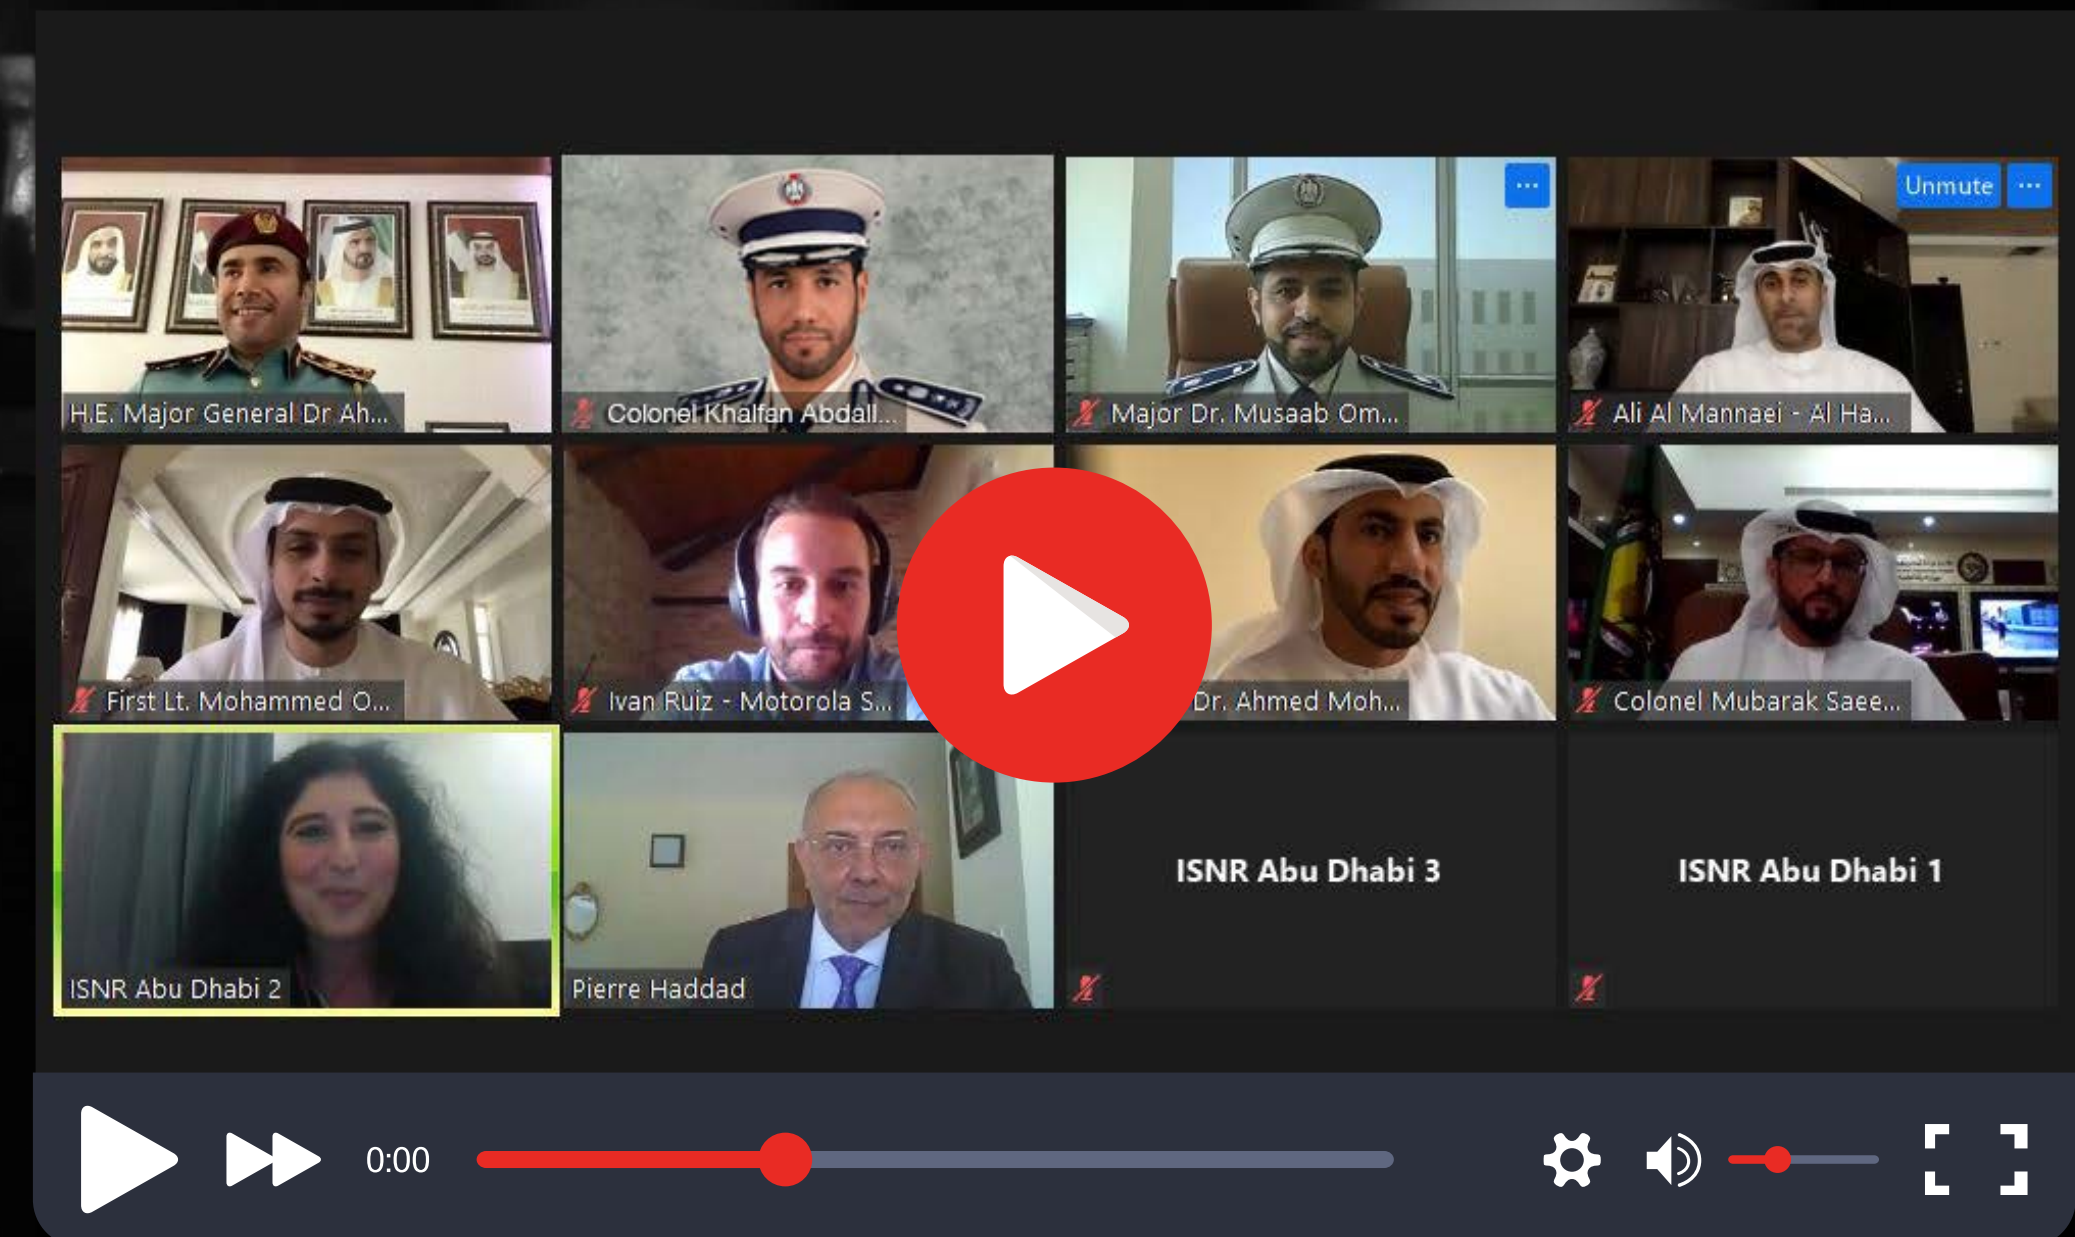 Unmute
H.E. Major General Dr Ah...
Colonel Khalfan Abdall...
Major Dr. Musaab Om...
Ali Al Mannaei - Al Ha...
First Lt. Mohammed O...
Ivan Ruiz - Motorola S...
Dr. Ahmed Moh...
Colonel Mubarak Saee...
ISNR Abu Dhabi 2
Pierre Haddad
ISNR Abu Dhabi 3
ISNR Abu Dhabi 1
0:00